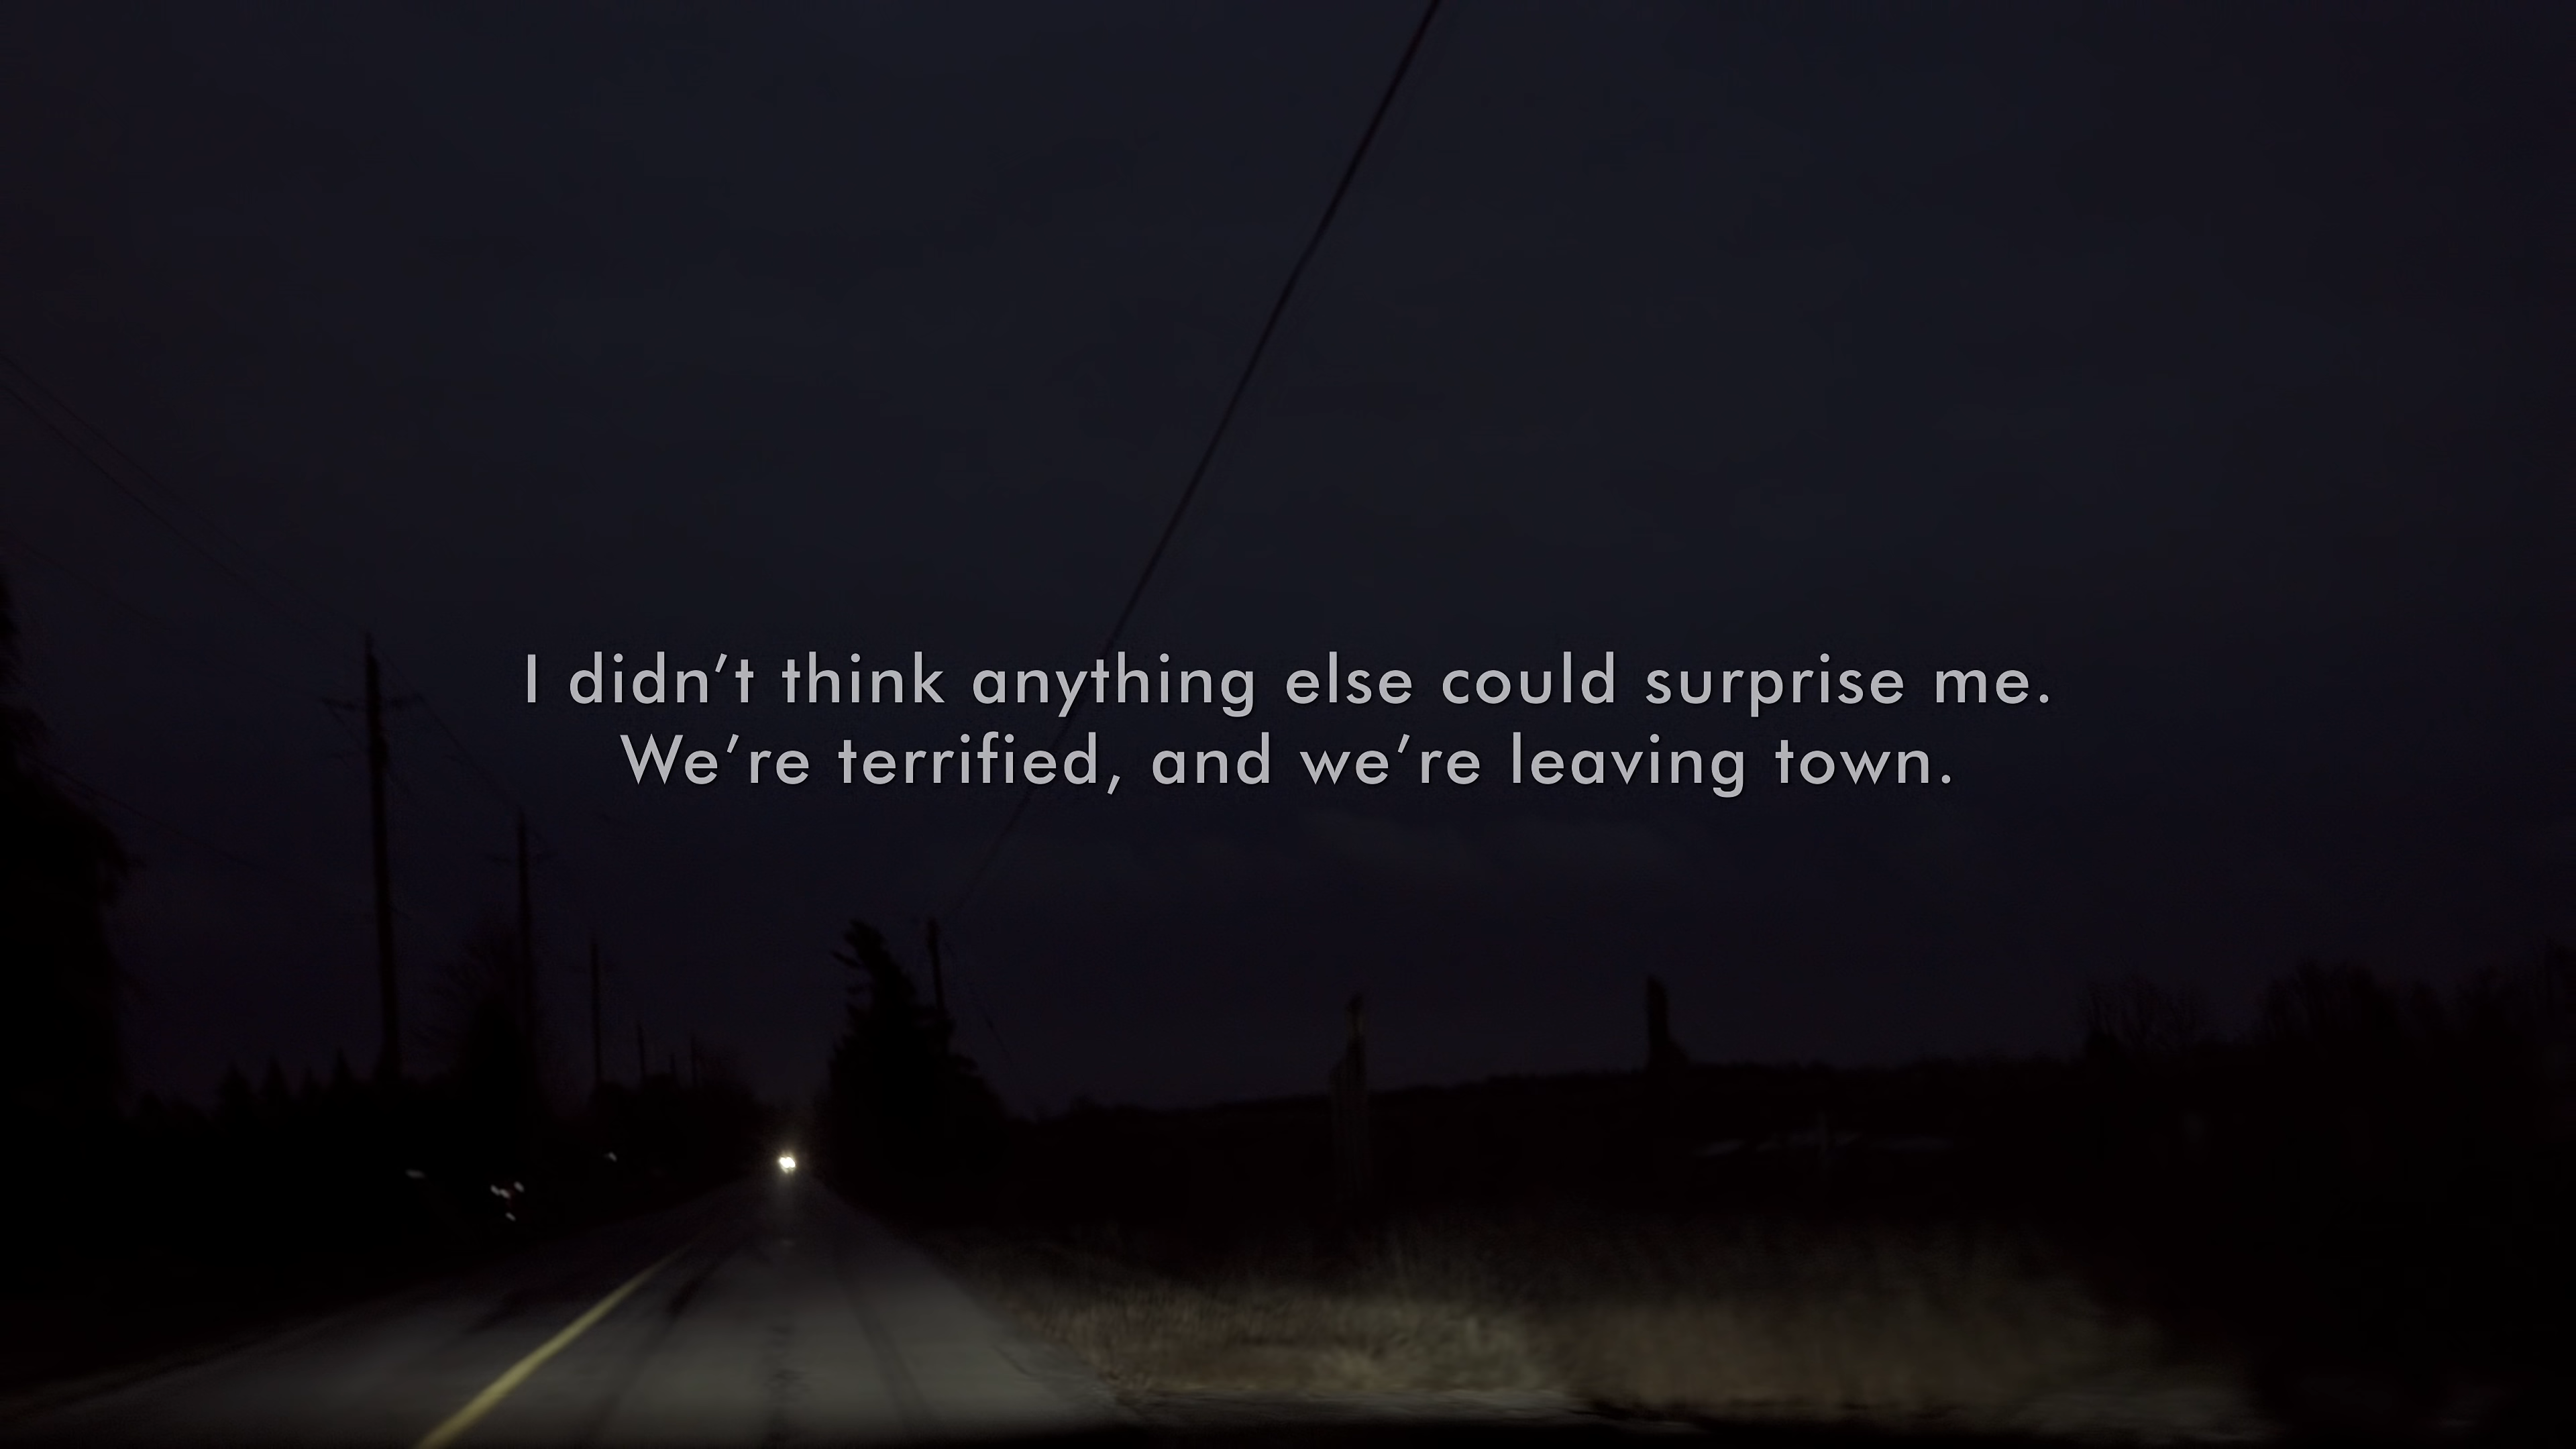 I didn’t think anything else could surprise me.
We’re terrified, and we’re leaving town.